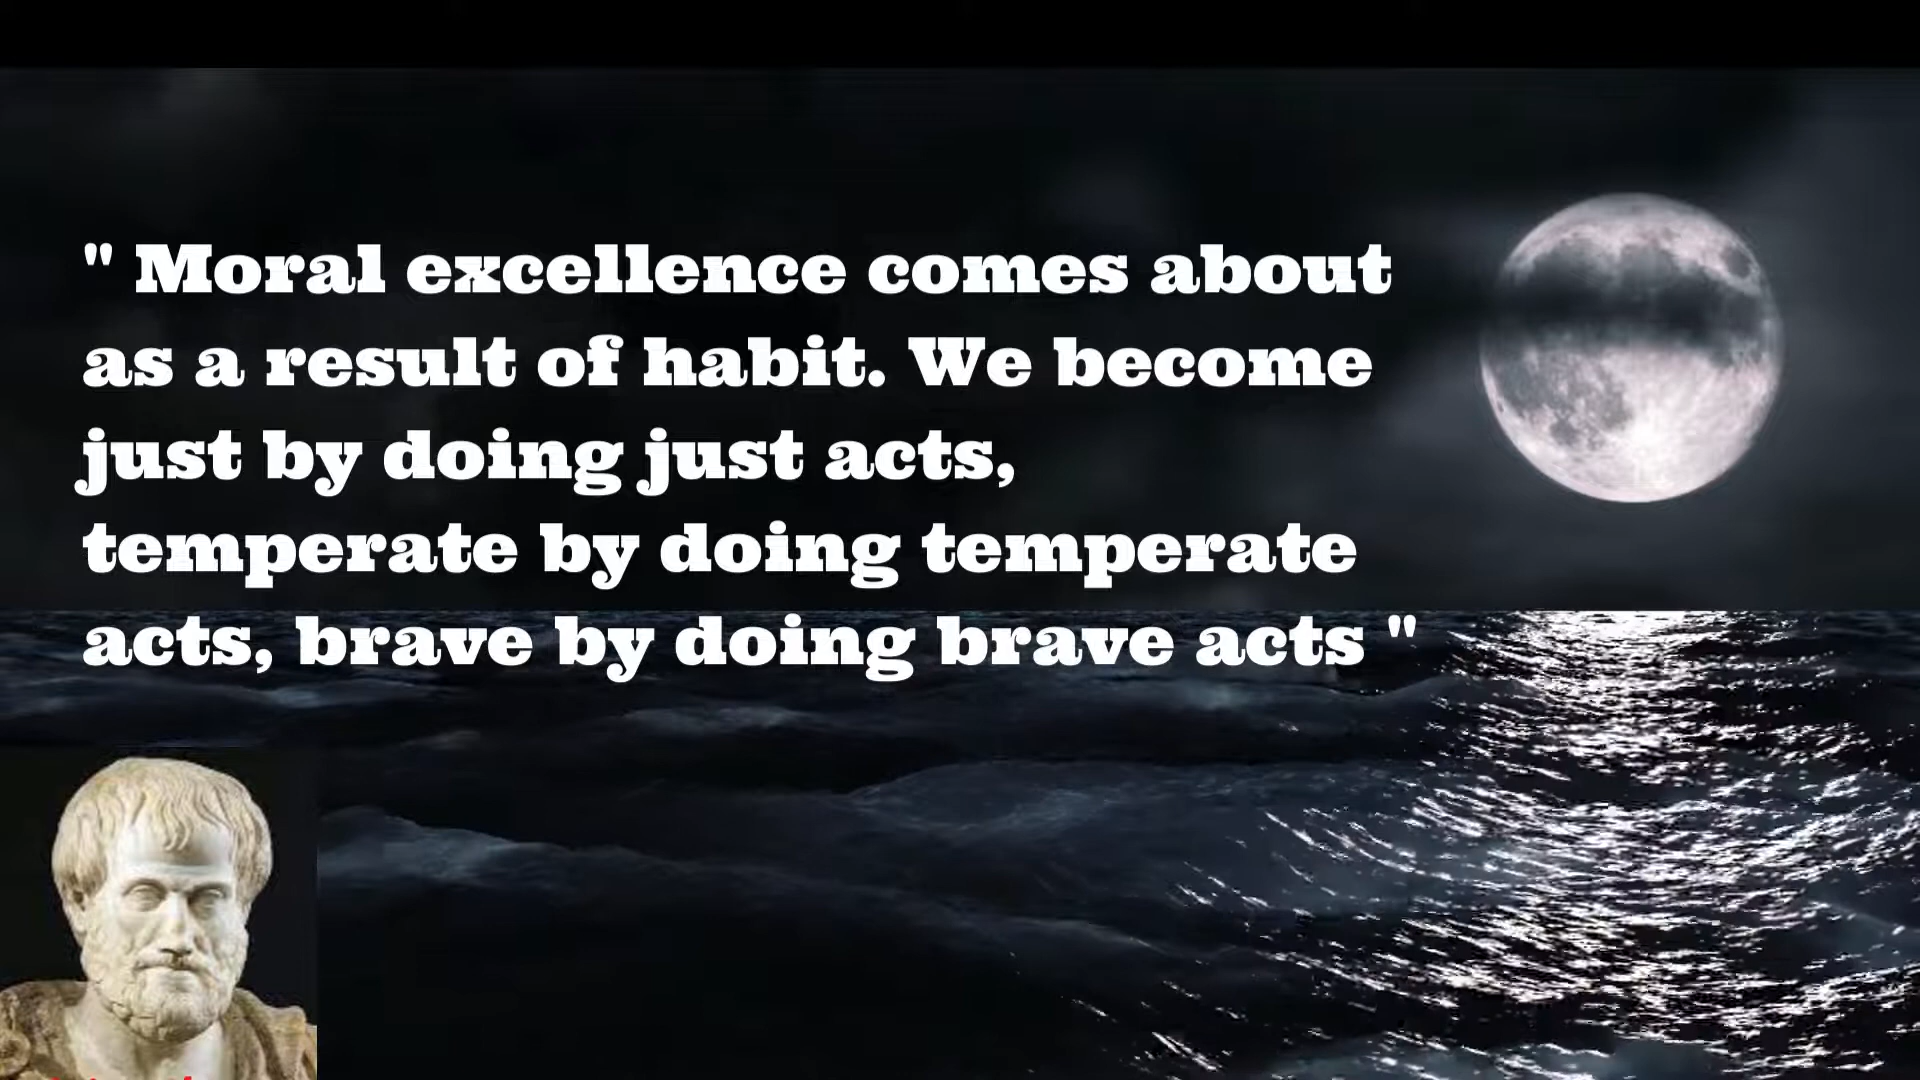 " Moral excellence comes about
as a result of habit. We become
just by doing just acts,
temperate by doing temperate
acts, brave by doing brave acts "